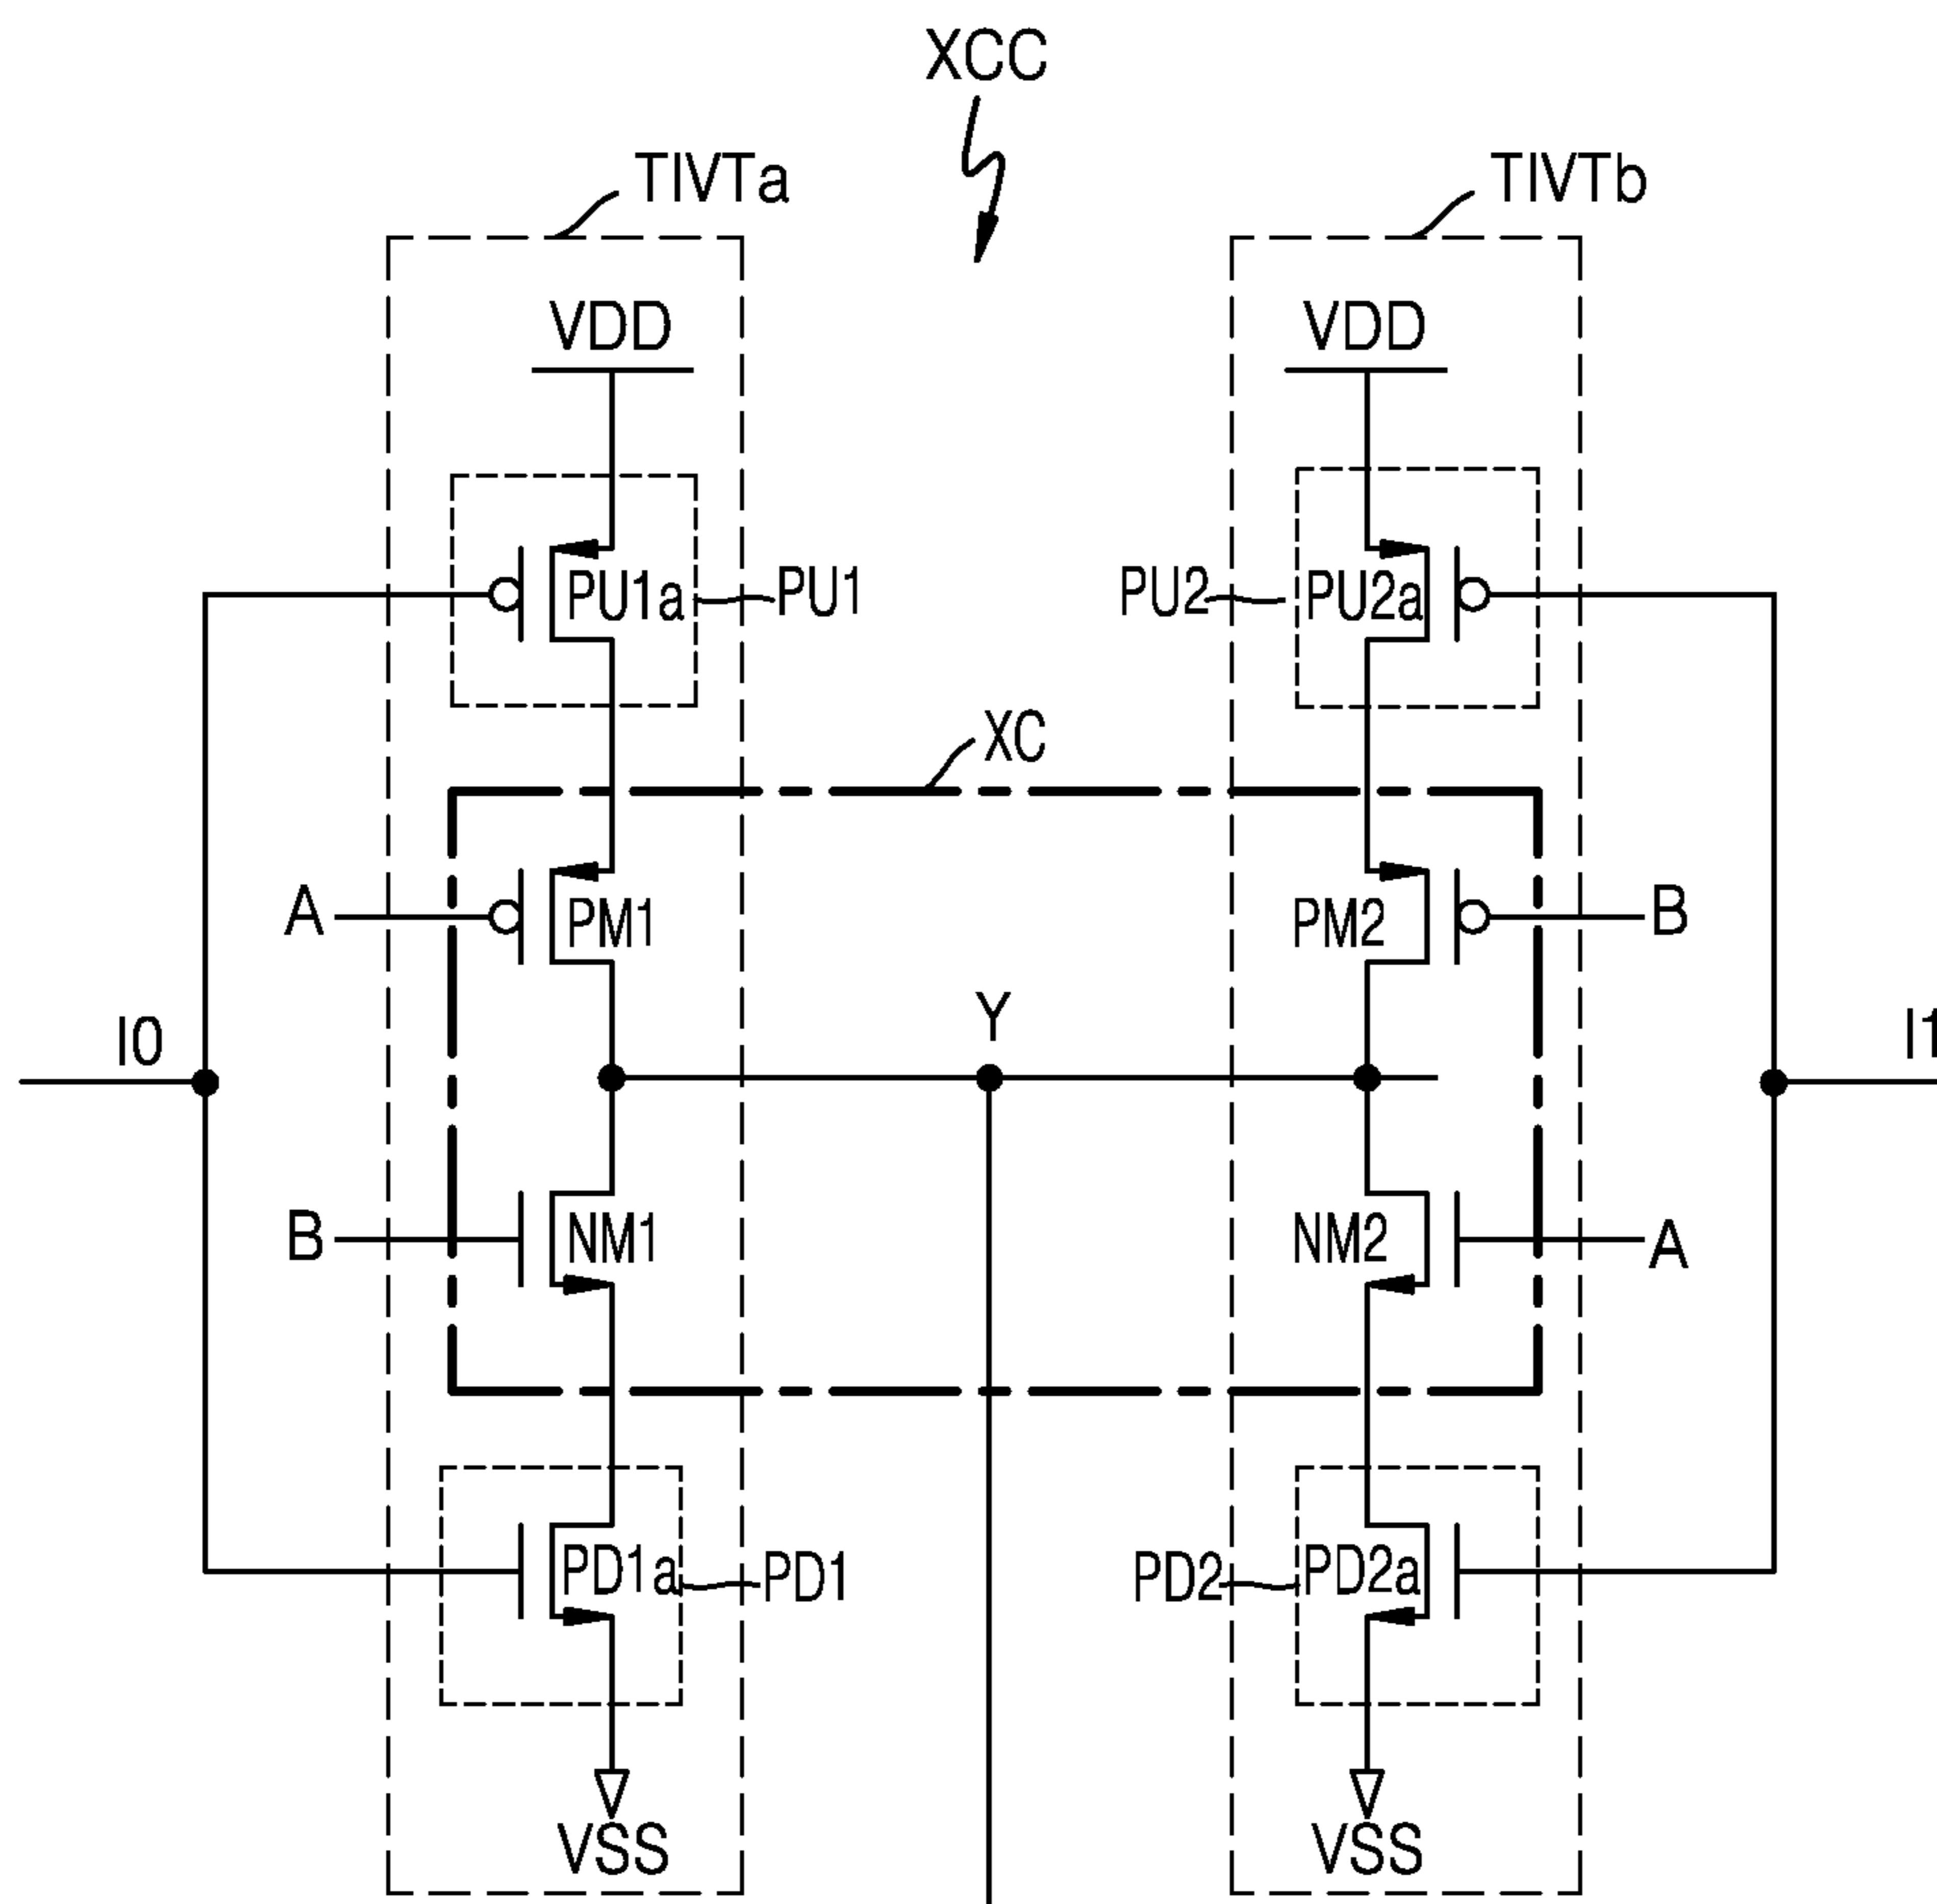 XCC
TIVTa TIVTb
VDD VDD
PU1a PU1 PU2 PU2a
XC
A PM1 PM2 B
I0 Y I1
B NM1 NM2 A
PD1a PD1 PD2 PD2a
VSS VSS